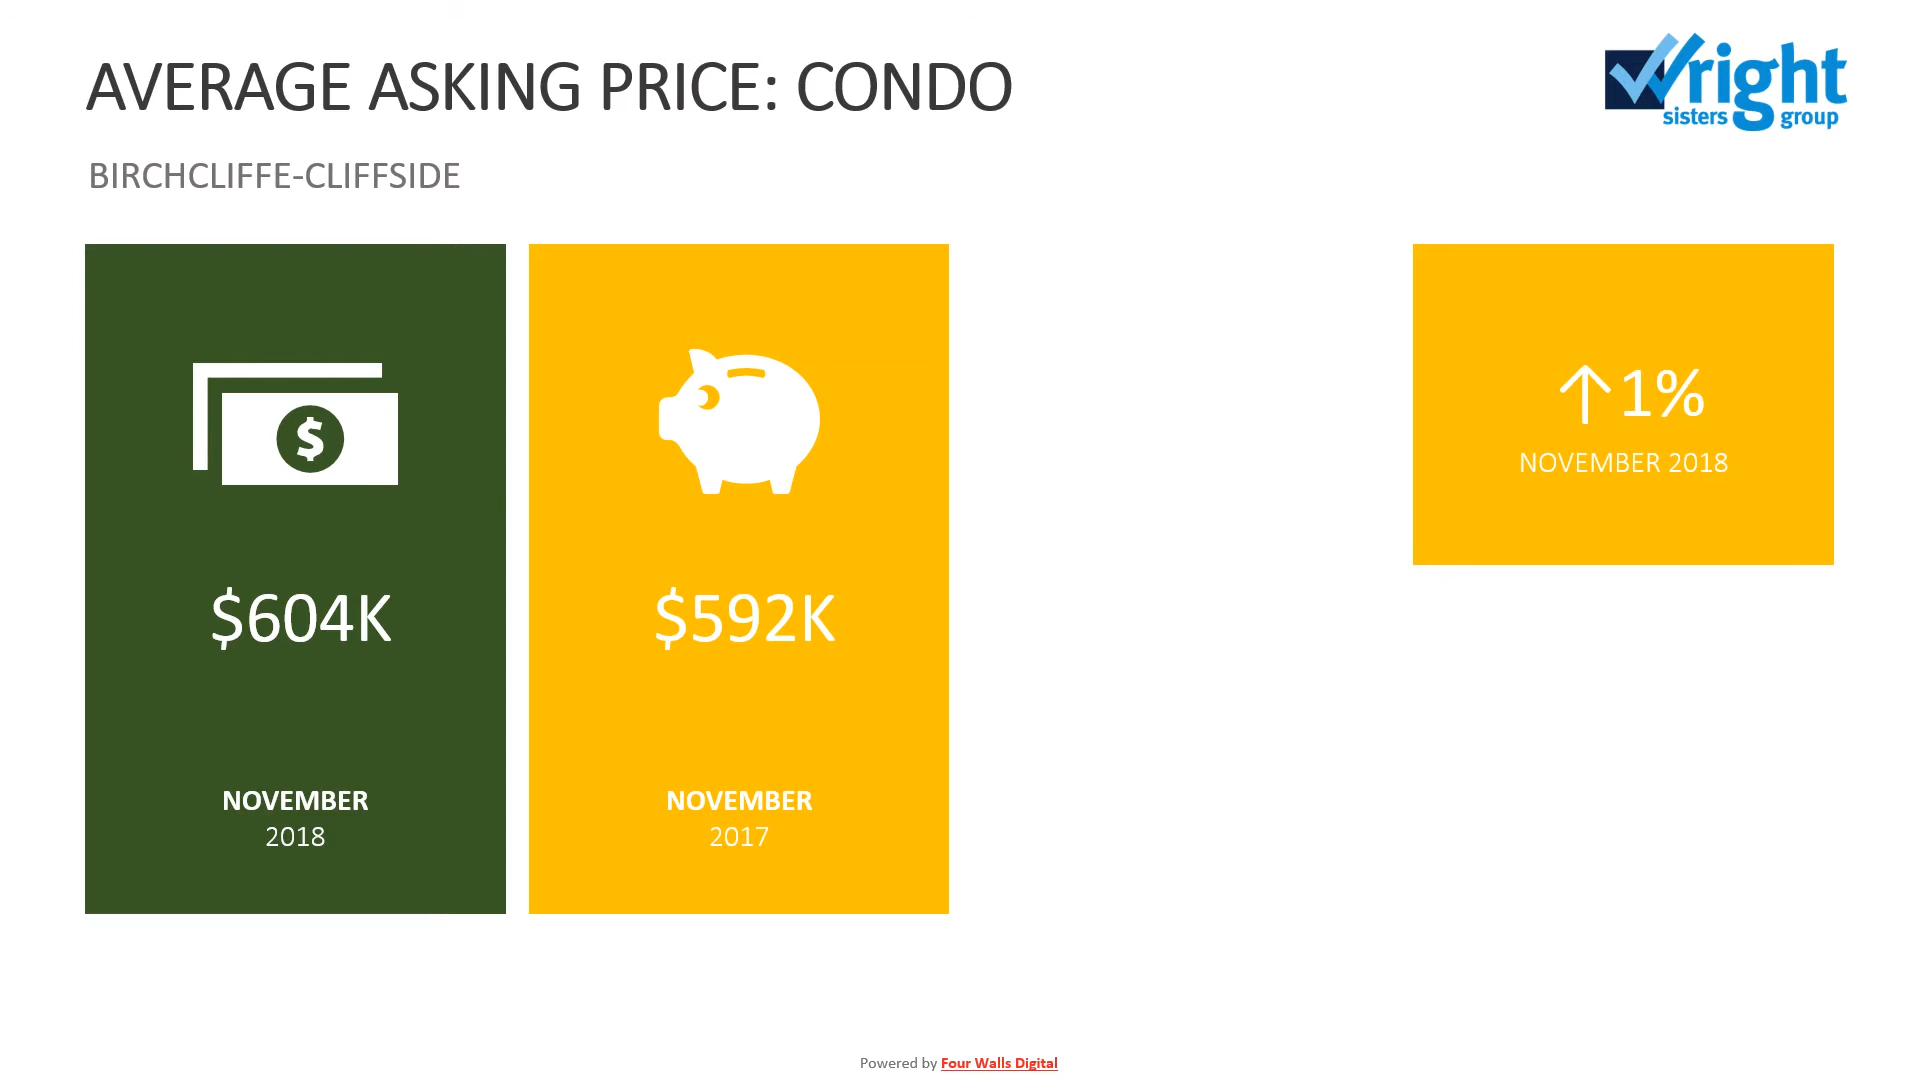 AVERAGE ASKING PRICE: CONDO
Wright
sisters group
BIRCHCLIFFE-CLIFFSIDE
$
$604K
NOVEMBER
2018
$592K
NOVEMBER
2017
↑1%
NOVEMBER 2018
Powered by Four Walls Digital